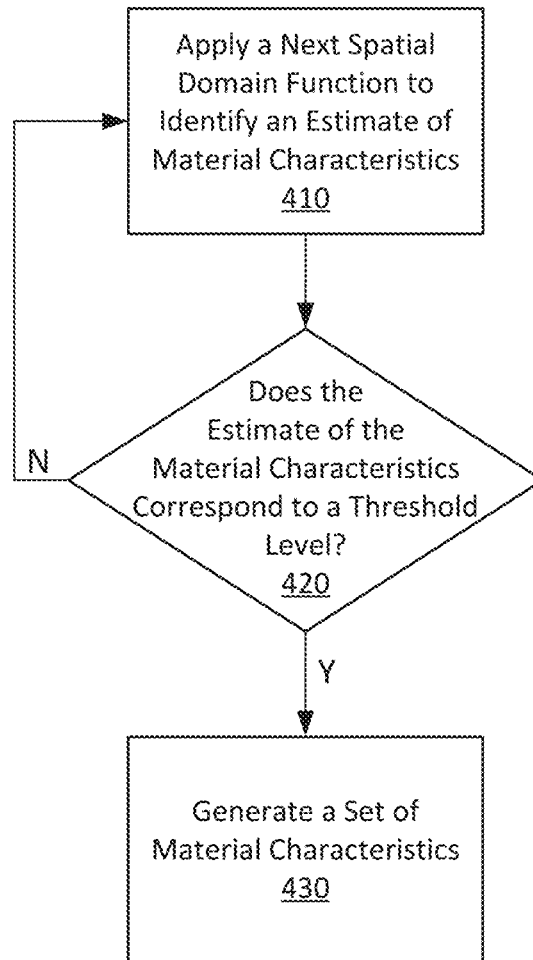 Apply a Next Spatial
Domain Function to
Identify an Estimate of
Material Characteristics
410
Does the
Estimate of the
Material Characteristics
Correspond to a Threshold
Level?
420
N
Y
Generate a Set of
Material Characteristics
430